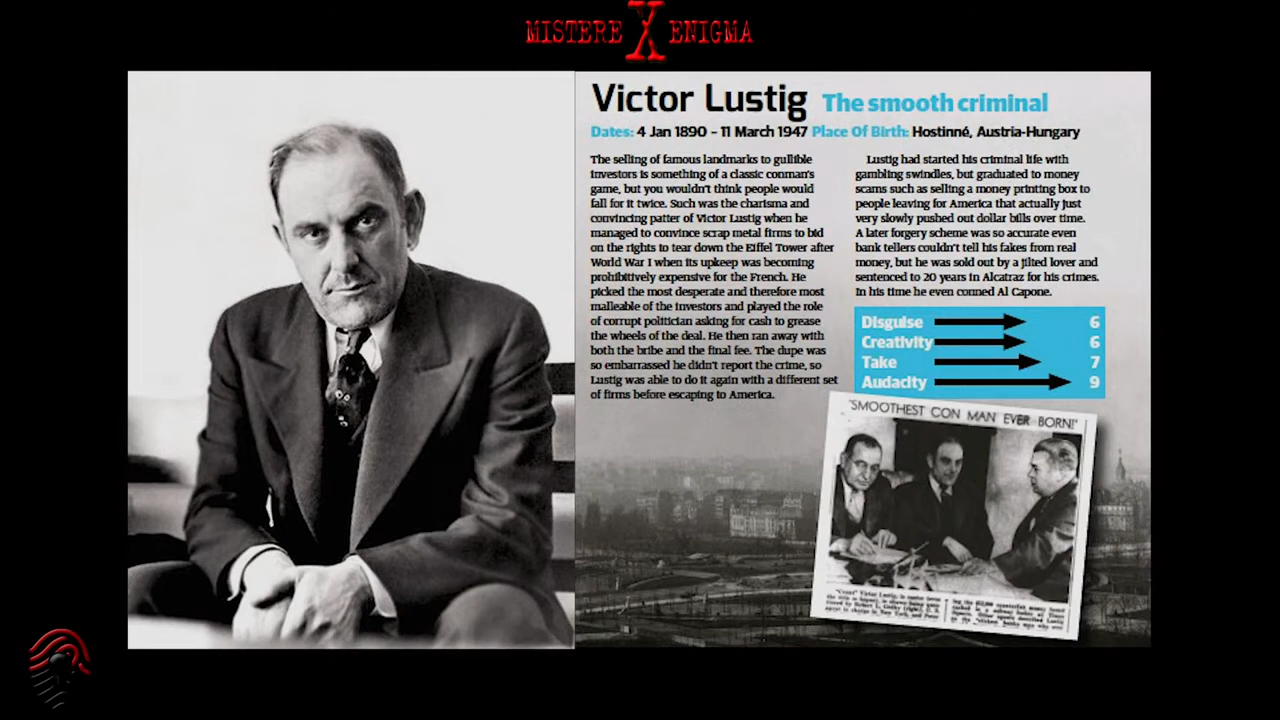 MISTERE X ENIGMA
Victor Lustig The smooth criminal
Dates: 4 Jan 1890 - 11 March 1947 Place Of Birth: Hostinné, Austria-Hungary
The selling of famous landmarks to gullible
investors is something of a classic conman's
game, but you wouldn't think people would
fall for it twice. Such was the charisma and
convincing patter of Victor Lustig when he
managed to convince scrap metal firms to bid
on the rights to tear down the Eiffel Tower after
World War I when its upkeep was becoming
prohibitively expensive for the French. He
picked the most desperate and therefore most
malleable of the investors and played the role
of corrupt politician asking for cash to grease
the wheels of the deal. He then ran away with
both the bribe and the final fee. The dupe was
so embarrassed he didn't report the crime, so
Lustig was able to do it again with a different set
of firms before escaping to America.
Lustig had started his criminal life with
gambling swindles, but graduated to money
scams such as selling a money printing box to
people leaving for America that actually just
very slowly pushed out dollar bills over time.
A later forgery scheme was so accurate even
bank tellers couldn't tell his fakes from real
money, but he was sold out by a jilted lover and
sentenced to 20 years in Alcatraz for his crimes.
In his time he even conned Al Capone.
Disguise 6
Creativity 6
Take 7
Audacity 9
"SMOOTHEST CON MAN EVER BORN!"
"Count" Victor Lustig,